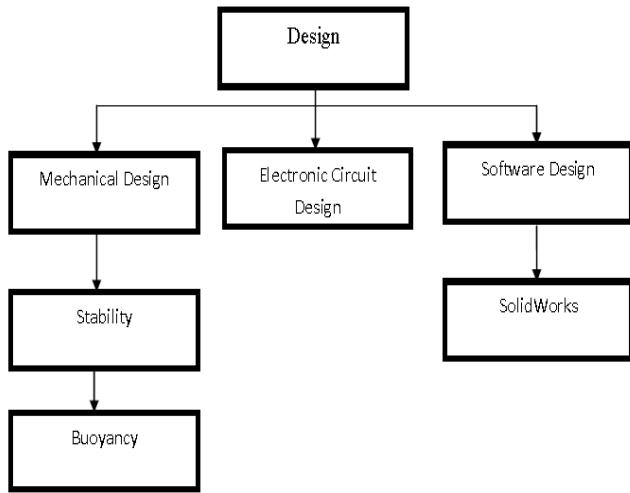 Design
Mechanical Design
Electronic Circuit
Design
Software Design
Stability
SolidWorks
Buoyancy